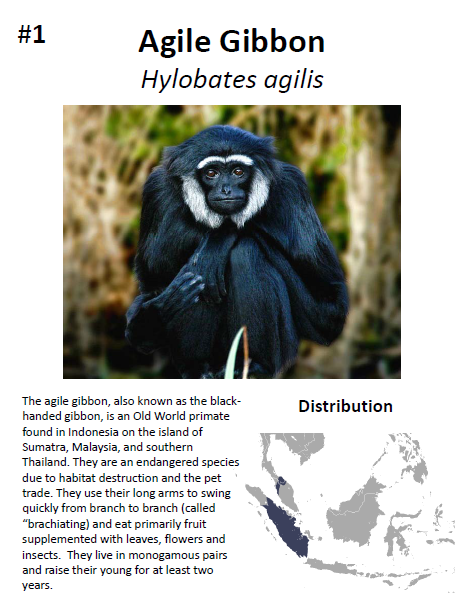 #1
Agile Gibbon
Hylobates agilis
The agile gibbon, also known as the black-
handed gibbon, is an Old World primate
found in Indonesia on the island of
Sumatra, Malaysia, and southern
Thailand. They are an endangered species
due to habitat destruction and the pet
trade. They use their long arms to swing
quickly from branch to branch (called
“brachiating) and eat primarily fruit
supplemented with leaves, flowers and
insects.  They live in monogamous pairs
and raise their young for at least two
years.
Distribution